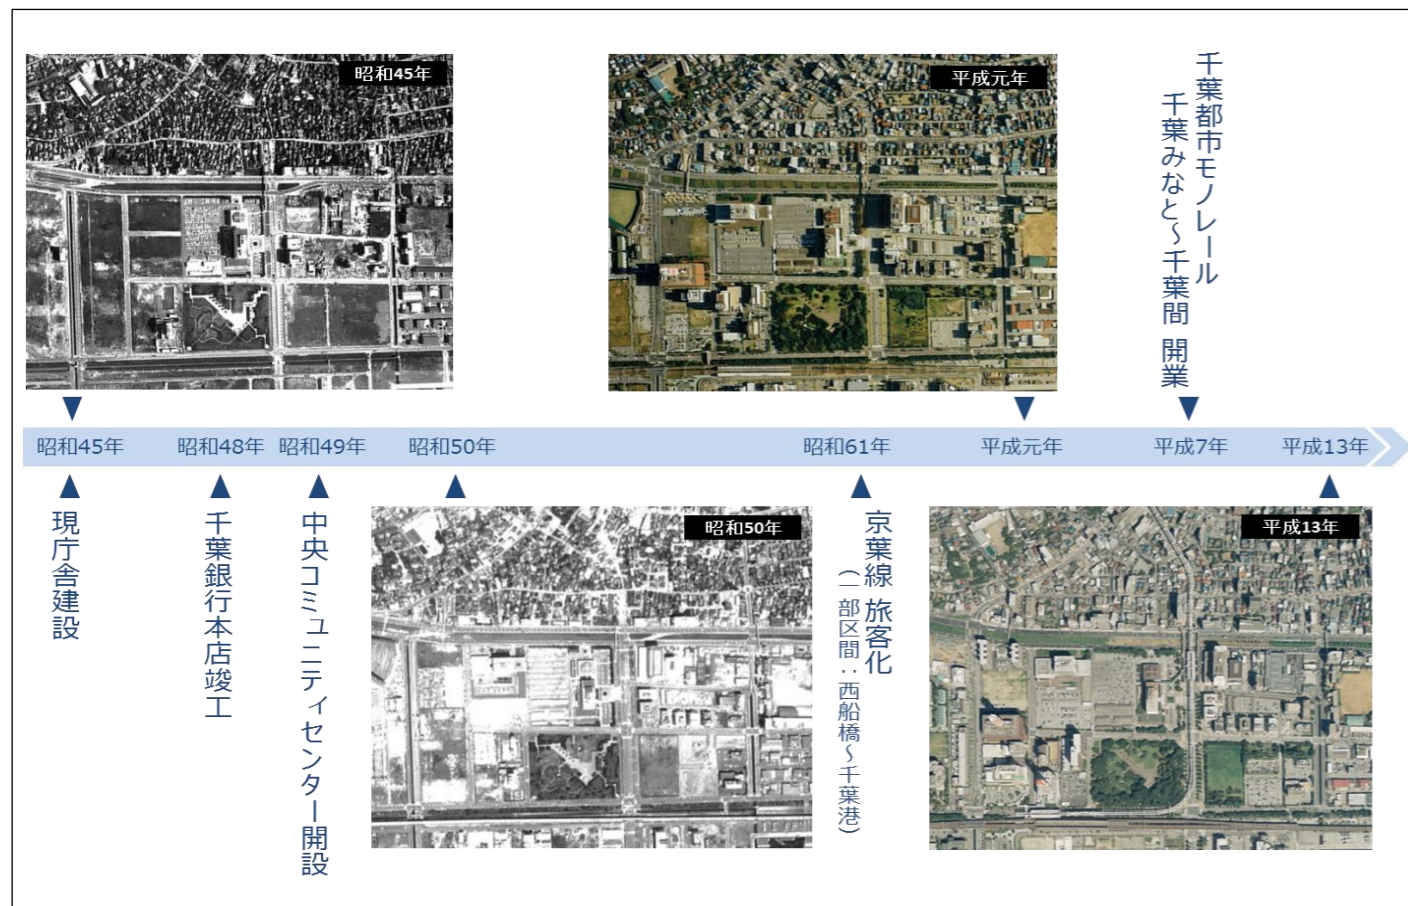 昭和45年
平成元年
千葉都市モノレール
千葉みなと～千葉間 開業
昭和45年
昭和48年
昭和49年
昭和50年
昭和61年
平成元年
平成7年
平成13年
現庁舎建設
千葉銀行本店竣工
中央コミュニティセンター開設
昭和50年
京葉線 旅客化
（一部区間：西船橋～千葉港）
平成13年